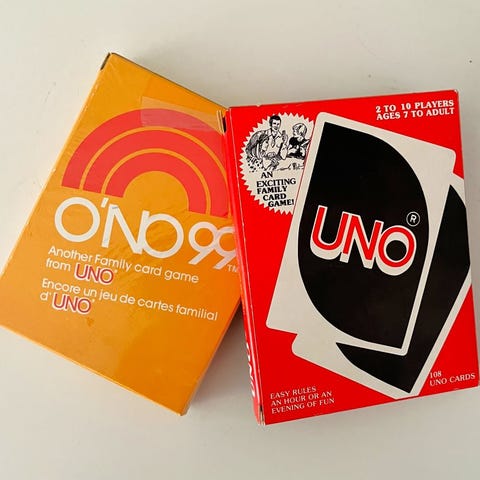 O'NO 99™
Another Family card game
from UNO®
Encore un jeu de cartes familial
d'UNO®
2 TO 10 PLAYERS
AGES 7 TO ADULT
AN
EXCITING
FAMILY
CARD
GAME!
UNO®
108
UNO CARDS
EASY RULES
AN HOUR OR AN
EVENING OF FUN